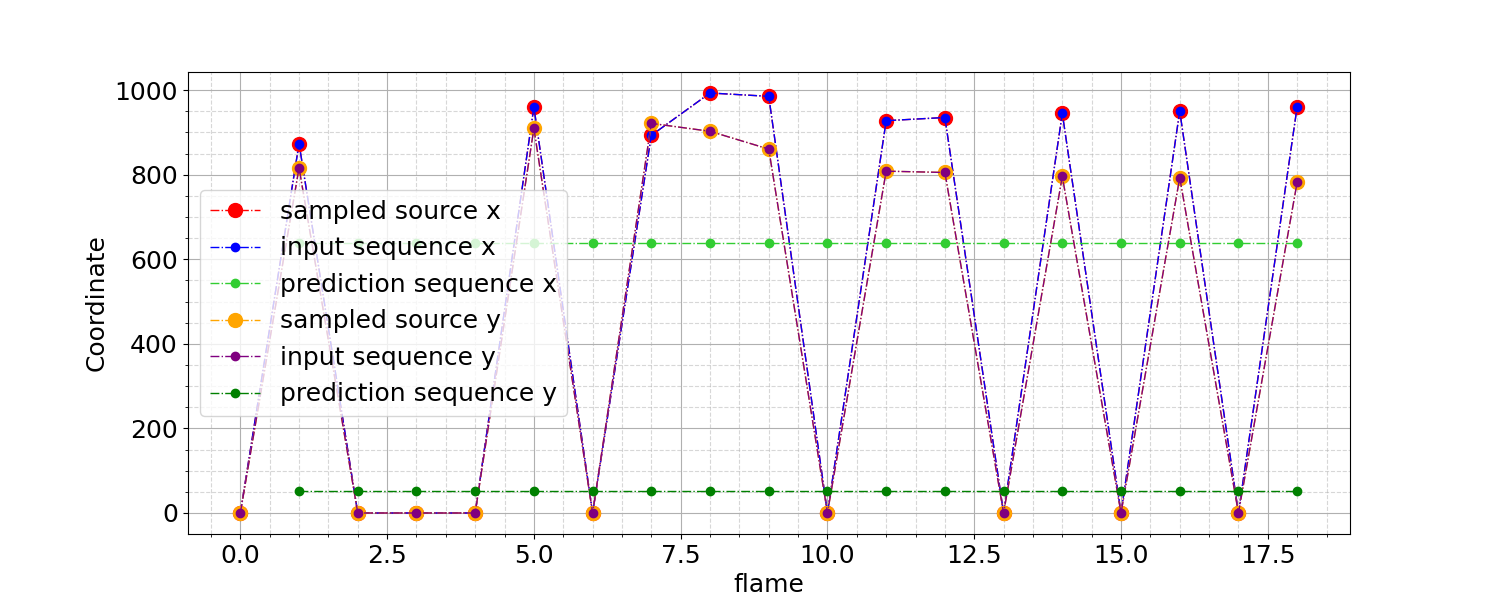 1000
800
600
400
200
0
Coordinate
sampled source x
input sequence x
prediction sequence x
sampled source y
input sequence y
prediction sequence y
0.0 2.5 5.0 7.5 10.0 12.5 15.0 17.5
flame